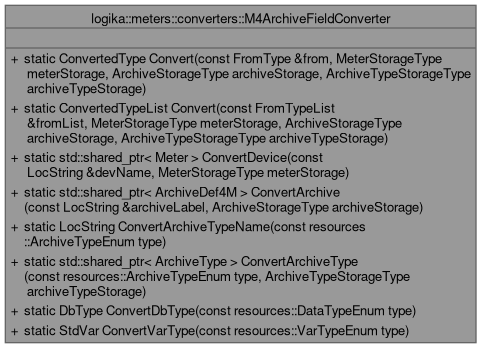 logika::meters::converters::M4ArchiveFieldConverter
+ static ConvertedType Convert(const FromType &from, MeterStorageType
meterStorage, ArchiveStorageType archiveStorage, ArchiveTypeStorageType
archiveTypeStorage)
+ static ConvertedTypeList Convert(const FromTypeList
&fromList, MeterStorageType meterStorage, ArchiveStorageType
archiveStorage, ArchiveTypeStorageType archiveTypeStorage)
+ static std::shared_ptr< Meter > ConvertDevice(const
LocString &devName, MeterStorageType meterStorage)
+ static std::shared_ptr< ArchiveDef4M > ConvertArchive
(const LocString &archiveLabel, ArchiveStorageType archiveStorage)
+ static LocString ConvertArchiveTypeName(const resources
::ArchiveTypeEnum type)
+ static std::shared_ptr< ArchiveType > ConvertArchiveType
(const resources::ArchiveTypeEnum type, ArchiveTypeStorageType
archiveTypeStorage)
+ static DbType ConvertDbType(const resources::DataTypeEnum type)
+ static StdVar ConvertVarType(const resources::VarTypeEnum type)